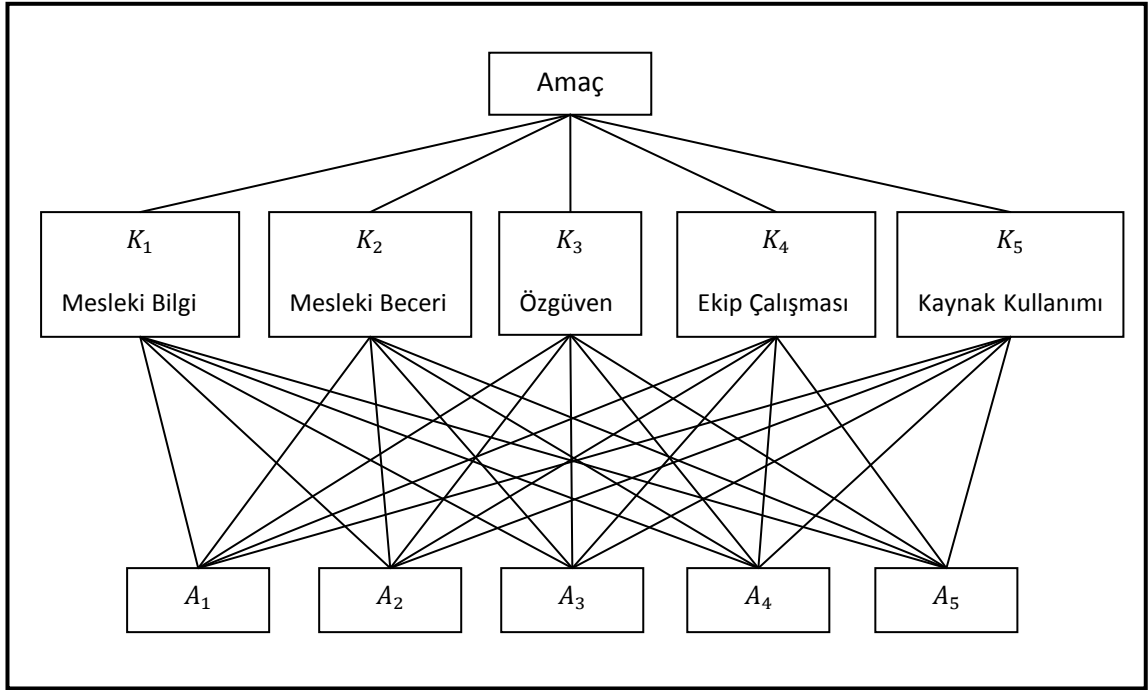 Amaç
K₁ K₂ K₃ K₄ K₅
Mesleki Bilgi Mesleki Beceri Özgüven Ekip Çalışması Kaynak Kullanımı
A₁ A₂ A₃ A₄ A₅